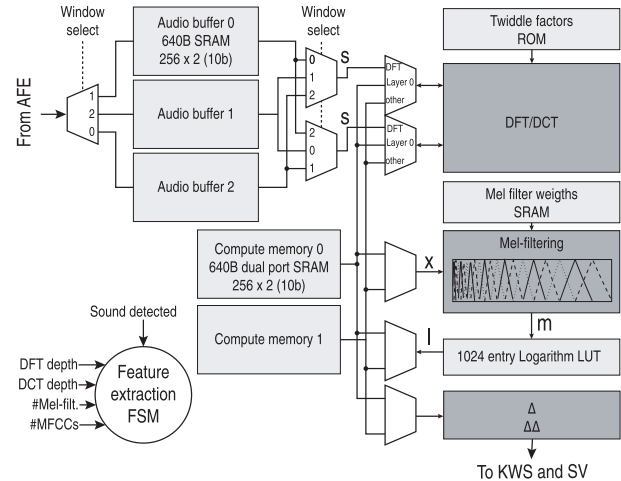 Window
select
Audio buffer 0
640B SRAM
256 x 2 (10b)
Window
select
Twiddle factors
ROM
From AFE
1
2
0
Audio buffer 1
Audio buffer 2
0
1
2
S
2
0
1
S
DFT
Layer 0
other
DFT
Layer 0
other
DFT/DCT
Mel filter weigths
SRAM
Mel-filtering
Compute memory 0
640B dual port SRAM
256 x 2 (10b)
X
m
Compute memory 1
l
1024 entry Logarithm LUT
Sound detected
DFT depth
DCT depth
#Mel-filt.
#MFCCs
Feature
extraction
FSM
Δ
ΔΔ
To KWS and SV